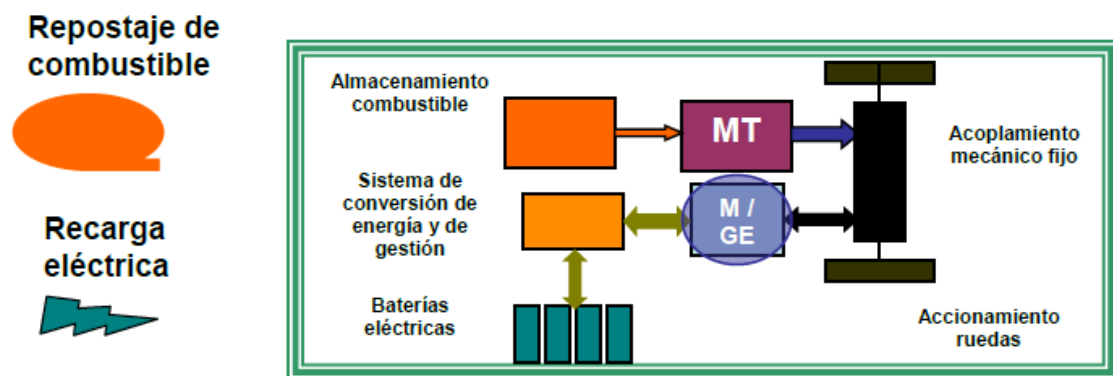 Repostaje de
combustible
Recarga
eléctrica
Almacenamiento
combustible
MT
Acoplamiento
mecánico fijo
Sistema de
conversión de
energía y de
gestión
M /
GE
Baterías
eléctricas
Accionamiento
ruedas